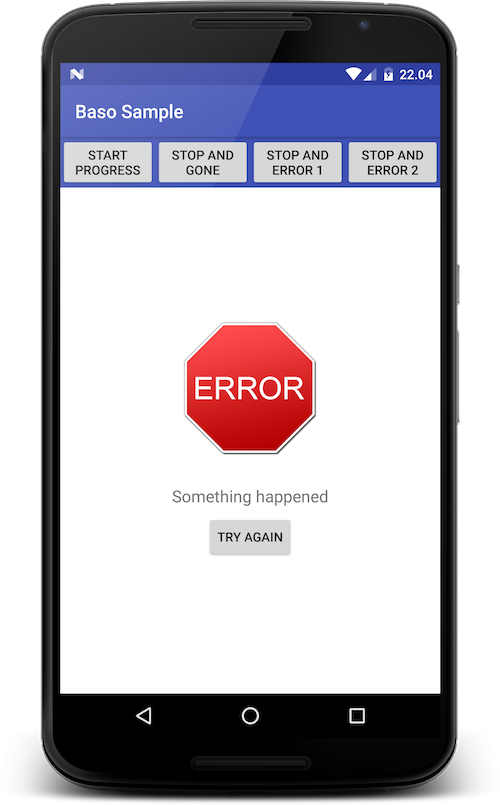 22.04
Baso Sample
START PROGRESS
STOP AND GONE
STOP AND ERROR 1
STOP AND ERROR 2
ERROR
Something happened
TRY AGAIN